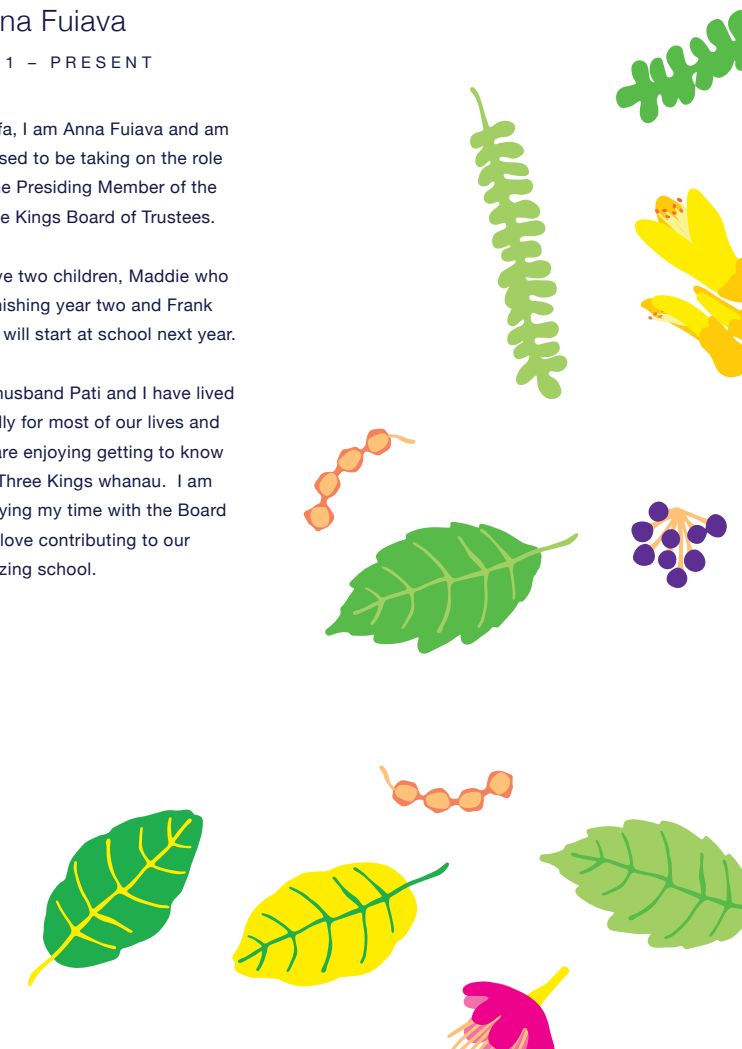 na Fuiava
1 – PRESENT
fa, I am Anna Fuiava and am
sed to be taking on the role
e Presiding Member of the
e Kings Board of Trustees.
ve two children, Maddie who
nishing year two and Frank
will start at school next year.
husband Pati and I have lived
lly for most of our lives and
are enjoying getting to know
Three Kings whanau.  I am
ying my time with the Board
love contributing to our
zing school.